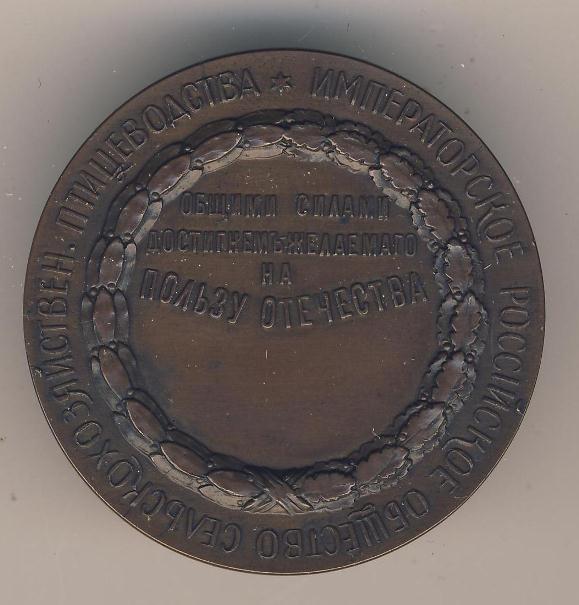 ИМПЕРАТОРСКОЕ РОССІЙСКОЕ ОБЩЕСТВО СЕЛЬСКОХОЗЯЙСТВЕН. ПТИЦЕВОДСТВА
ОБЩИМИ СИЛАМИ
ДОСТИГНЕМЪ ЖЕЛАЕМАГО
НА
ПОЛЬЗУ ОТЕЧЕСТВА